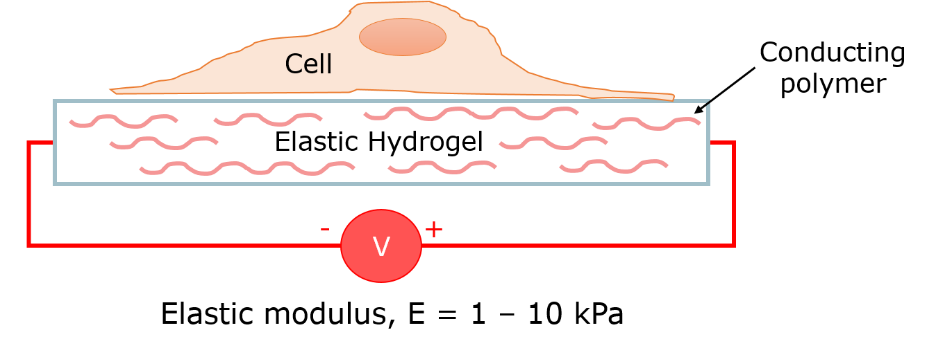 Cell
Conducting
polymer
Elastic Hydrogel
- +
V
Elastic modulus, E = 1 – 10 kPa